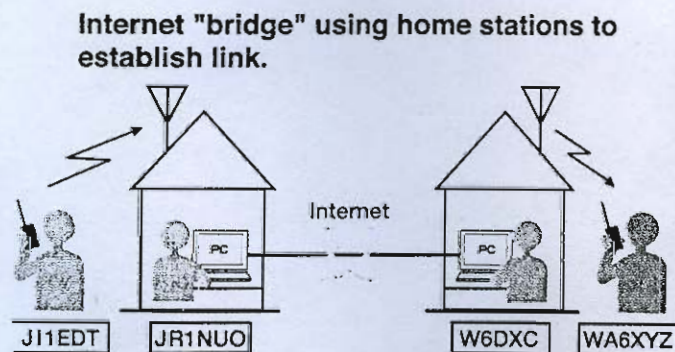 Internet "bridge" using home stations to
establish link.
Internet
PC
PC
JI1EDT
JR1NUO
W6DXC
WA6XYZ